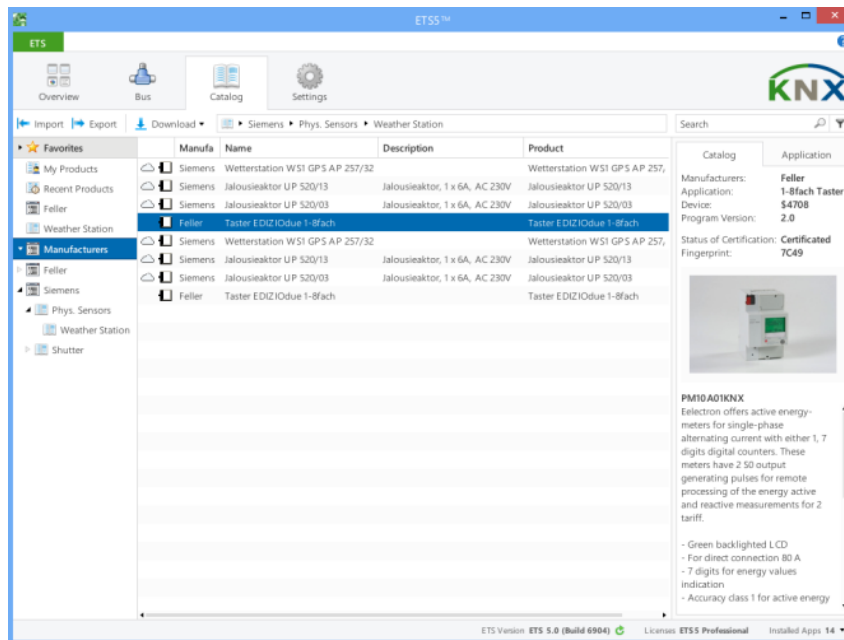 ETS5™
ETS
Overview
Bus
Catalog
Settings
KNX
Import Export Download Siemens Phys. Sensors Weather Station
Search
Favorites
My Products
Recent Products
Feller
Weather Station
Manufacturers
Feller
Siemens
Phys. Sensors
Weather Station
Shutter
Manufa Name Description Product
Siemens Wetterstation WS1 GPS AP 257/32 Wetterstation WS1 GPS AP 257,
Siemens Jalousieaktor UP 520/13 Jalousieaktor, 1 x 6A, AC 230V Jalousieaktor UP 520/13
Siemens Jalousieaktor UP 520/03 Jalousieaktor, 1 x 6A, AC 230V Jalousieaktor UP 520/03
Feller Taster EDIZIOdue 1-8fach Taster EDIZIOdue 1-8fach
Siemens Wetterstation WS1 GPS AP 257/32 Wetterstation WS1 GPS AP 257,
Siemens Jalousieaktor UP 520/13 Jalousieaktor, 1 x 6A, AC 230V Jalousieaktor UP 520/13
Siemens Jalousieaktor UP 520/03 Jalousieaktor, 1 x 6A, AC 230V Jalousieaktor UP 520/03
Feller Taster EDIZIOdue 1-8fach Taster EDIZIOdue 1-8fach
Catalog Application
Manufacturers: Feller
Application: 1-8fach Taster
Device: $4708
Program Version: 2.0
Status of Certification: Certificated
Fingerprint: 7C49
PM10A01KNX
Eelectron offers active energy-
meters for single-phase
alternating current with either 1, 7
digits digital counters. These
meters have 2 S0 output
generating pulses for remote
processing of the energy active
and reactive measurements for 2
tariff.
- Green backlighted LCD
- For direct connection 80 A
- 7 digits for energy values
indication
- Accuracy class 1 for active energy
ETS Version ETS 5.0 (Build 6904) Licenses ETS5 Professional Installed Apps 14